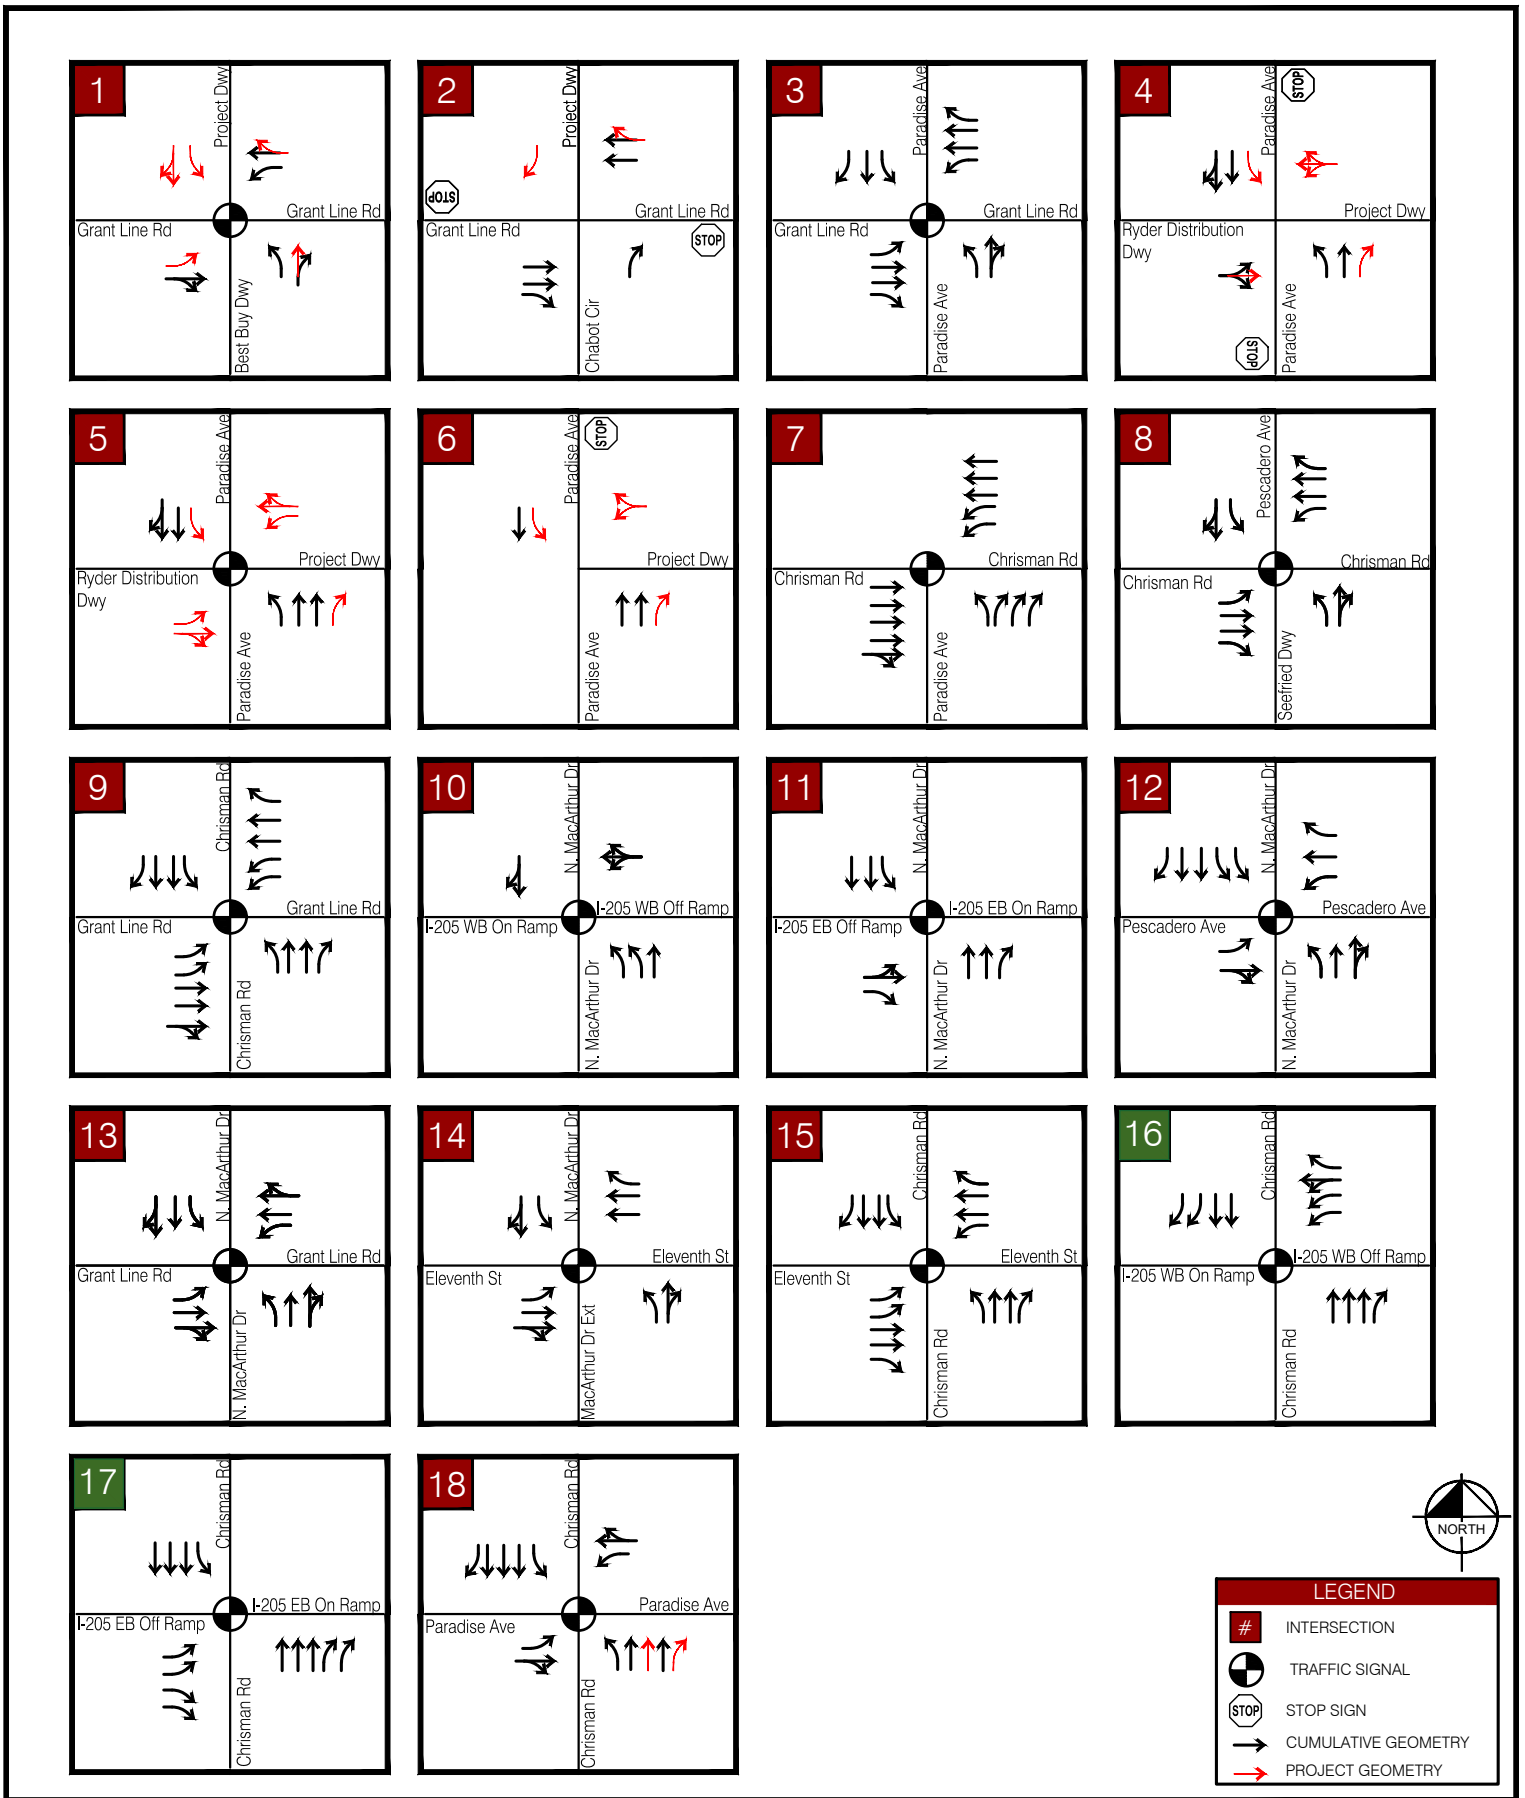 1
Project Dwy
Grant Line Rd
Grant Line Rd
Best Buy Dwy
2
Project Dwy
STOP
Grant Line Rd
Grant Line Rd
STOP
Chabot Cir
3
Paradise Ave
Grant Line Rd
Grant Line Rd
Paradise Ave
4
Paradise Ave
STOP
Project Dwy
Ryder Distribution
Dwy
STOP
Paradise Ave
5
Paradise Ave
Project Dwy
Ryder Distribution
Dwy
Paradise Ave
6
Paradise Ave
STOP
Project Dwy
Paradise Ave
7
Chrisman Rd
Chrisman Rd
Paradise Ave
8
Pescadero Ave
Chrisman Rd
Chrisman Rd
Seefried Dwy
9
Chrisman Rd
Grant Line Rd
Grant Line Rd
Chrisman Rd
10
N. MacArthur Dr
I-205 WB Off Ramp
I-205 WB On Ramp
N. MacArthur Dr
11
N. MacArthur Dr
I-205 EB On Ramp
I-205 EB Off Ramp
N. MacArthur Dr
12
N. MacArthur Dr
Pescadero Ave
Pescadero Ave
N. MacArthur Dr
13
N. MacArthur Dr
Grant Line Rd
Grant Line Rd
N. MacArthur Dr
14
N. MacArthur Dr
Eleventh St
Eleventh St
MacArthur Dr Ext
15
Chrisman Rd
Eleventh St
Eleventh St
Chrisman Rd
16
Chrisman Rd
I-205 WB Off Ramp
I-205 WB On Ramp
Chrisman Rd
17
Chrisman Rd
I-205 EB On Ramp
I-205 EB Off Ramp
Chrisman Rd
18
Chrisman Rd
Paradise Ave
Paradise Ave
Chrisman Rd
NORTH
LEGEND
# INTERSECTION
TRAFFIC SIGNAL
STOP STOP SIGN
CUMULATIVE GEOMETRY
PROJECT GEOMETRY